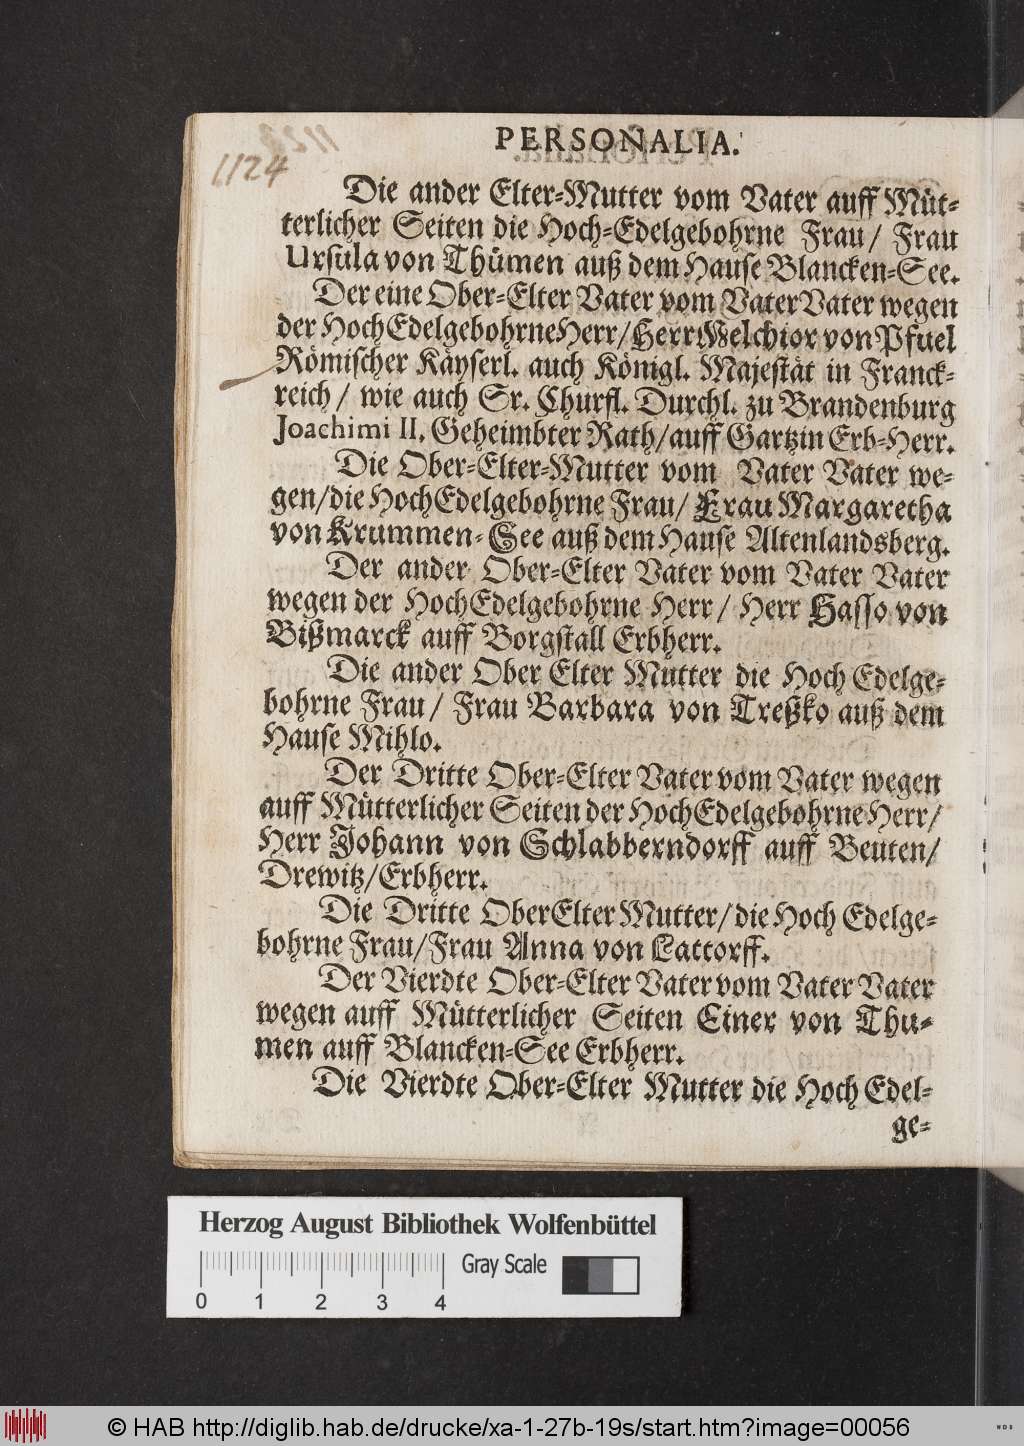 PERSONALIA.
1124
Die ander Elter-Mutter vom Vater auff Müt-
terlicher Seiten die Hoch-Edelgebohrne Frau/ Frau
Ursula von Thümen auß dem Hause Blancken-See.
Der eine Ober-Elter Vater vom Vater Vater wegen
der HochEdelgebohrne Herr/Herr Melchior von Pfuel
Römischer Käyserl. auch Königl. Majestät in Franck-
reich / wie auch Sr. Churfl. Durchl. zu Brandenburg
Joachimi II. Geheimbter Rath/auff Gartzin Erb-Herr.
Die Ober-Elter-Mutter vom Vater Vater we-
gen/die HochEdelgebohrne Frau/ Frau Margaretha
von Krummen-See auß dem Hause Altenlandsberg.
Der ander Ober-Elter Vater vom Vater Vater
wegen der HochEdelgebohrne Herr/ Herr Hasso von
Bißmarck auff Borgstall Erbherr.
Die ander Ober Elter Mutter die Hoch Edelge-
bohrne Frau/ Frau Barbara von Treßko auß dem
Hause Mihlo.
Der Dritte Ober-Elter Vater vom Vater wegen
auff Mütterlicher Seiten der HochEdelgebohrne Herr/
Herr Johann von Schlabberndorff auff Beuten/
Drewitz/Erbherr.
Die Dritte OberElter Mutter/die Hoch Edelge-
bohrne Frau/Frau Anna von Lattorff.
Der Vierdte Ober-Elter Vater vom Vater Vater
wegen auff Mütterlicher Seiten Einer von Thu-
men auff Blancken-See Erbherr.
Die Vierdte Ober-Elter Mutter die Hoch Edel-
ge-
Herzog August Bibliothek Wolfenbüttel
Gray Scale
0 1 2 3 4
© HAB http://diglib.hab.de/drucke/xa-1-27b-19s/start.htm?image=00056